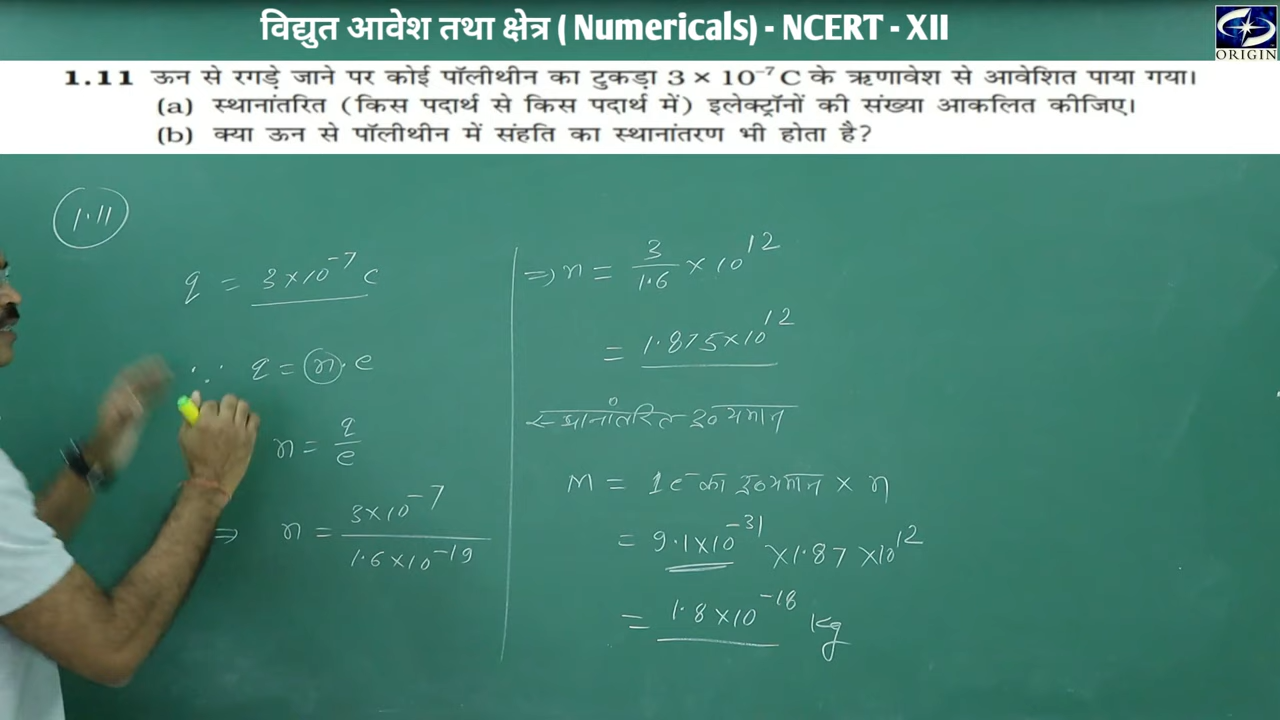 विद्युत आवेश तथा क्षेत्र ( Numericals) - NCERT - XII
ORIGIN
1.11 ऊन से रगड़े जाने पर कोई पॉलीथीन का टुकड़ा 3 × 10⁻⁷ C के ऋणावेश से आवेशित पाया गया।
(a) स्थानांतरित (किस पदार्थ से किस पदार्थ में) इलेक्ट्रॉनों की संख्या आकलित कीजिए।
(b) क्या ऊन से पॉलीथीन में संहति का स्थानांतरण भी होता है?
1.11
q = 3×10⁻⁷ C
∵ q = n·e
n = q/e
⇒ n = 3×10⁻⁷ / 1.6×10⁻¹⁹
⇒ n = 3/1.6 × 10¹²
= 1.875×10¹²
स्थानांतरित द्रव्यमान
M = 1e⁻ का द्रव्यमान × n
= 9.1×10⁻³¹ × 1.87 × 10¹²
= 1.8×10⁻¹⁸ kg